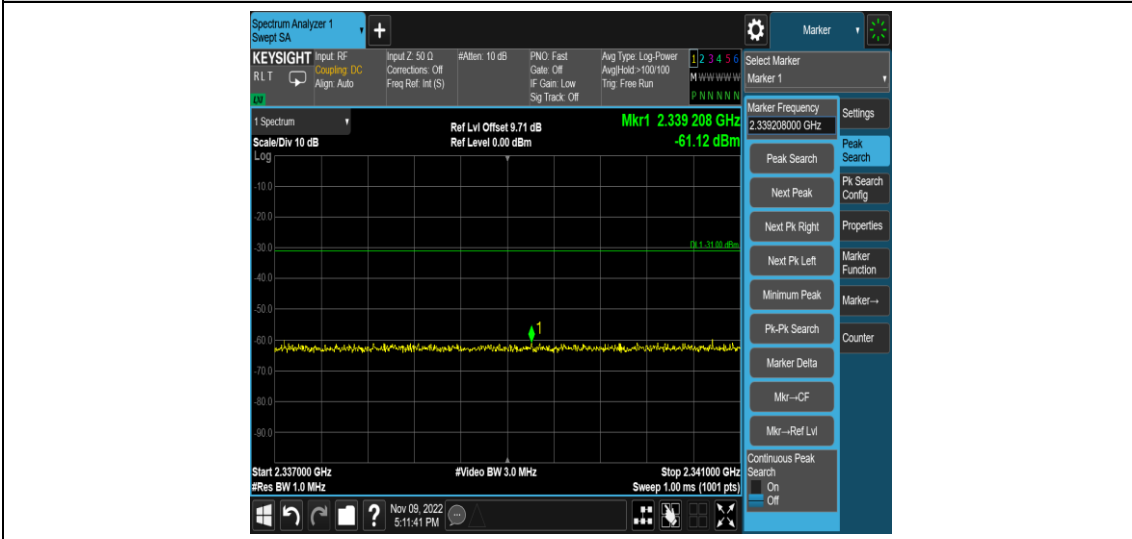 Spectrum Analyzer 1
Swept SA
+
Marker
KEYSIGHT
RLT
LXI
Input: RF
Coupling: DC
Align: Auto
Input Z: 50 Ω
Corrections: Off
Freq Ref: Int (S)
#Atten: 10 dB
PNO: Fast
Gate: Off
IF Gain: Low
Sig Track: Off
Avg Type: Log-Power
Avg|Hold:>100/100
Trig: Free Run
1 2 3 4 5 6
M W W W W W
P N N N N N
Select Marker
Marker 1
1 Spectrum
Scale/Div 10 dB
Log
Ref Lvl Offset 9.71 dB
Ref Level 0.00 dBm
Mkr1 2.339 208 GHz
-61.12 dBm
-10.0
-20.0
-30.0
-40.0
-50.0
-60.0
-70.0
-80.0
-90.0
DL1 -31.00 dBm
1
Start 2.337000 GHz
#Res BW 1.0 MHz
#Video BW 3.0 MHz
Stop 2.341000 GHz
Sweep 1.00 ms (1001 pts)
Marker Frequency
2.339208000 GHz
Peak Search
Next Peak
Next Pk Right
Next Pk Left
Minimum Peak
Pk-Pk Search
Marker Delta
Mkr→CF
Mkr→Ref Lvl
Continuous Peak
Search
On
Off
Settings
Peak
Search
Pk Search
Config
Properties
Marker
Function
Marker→
Counter
?
Nov 09, 2022
5:11:41 PM